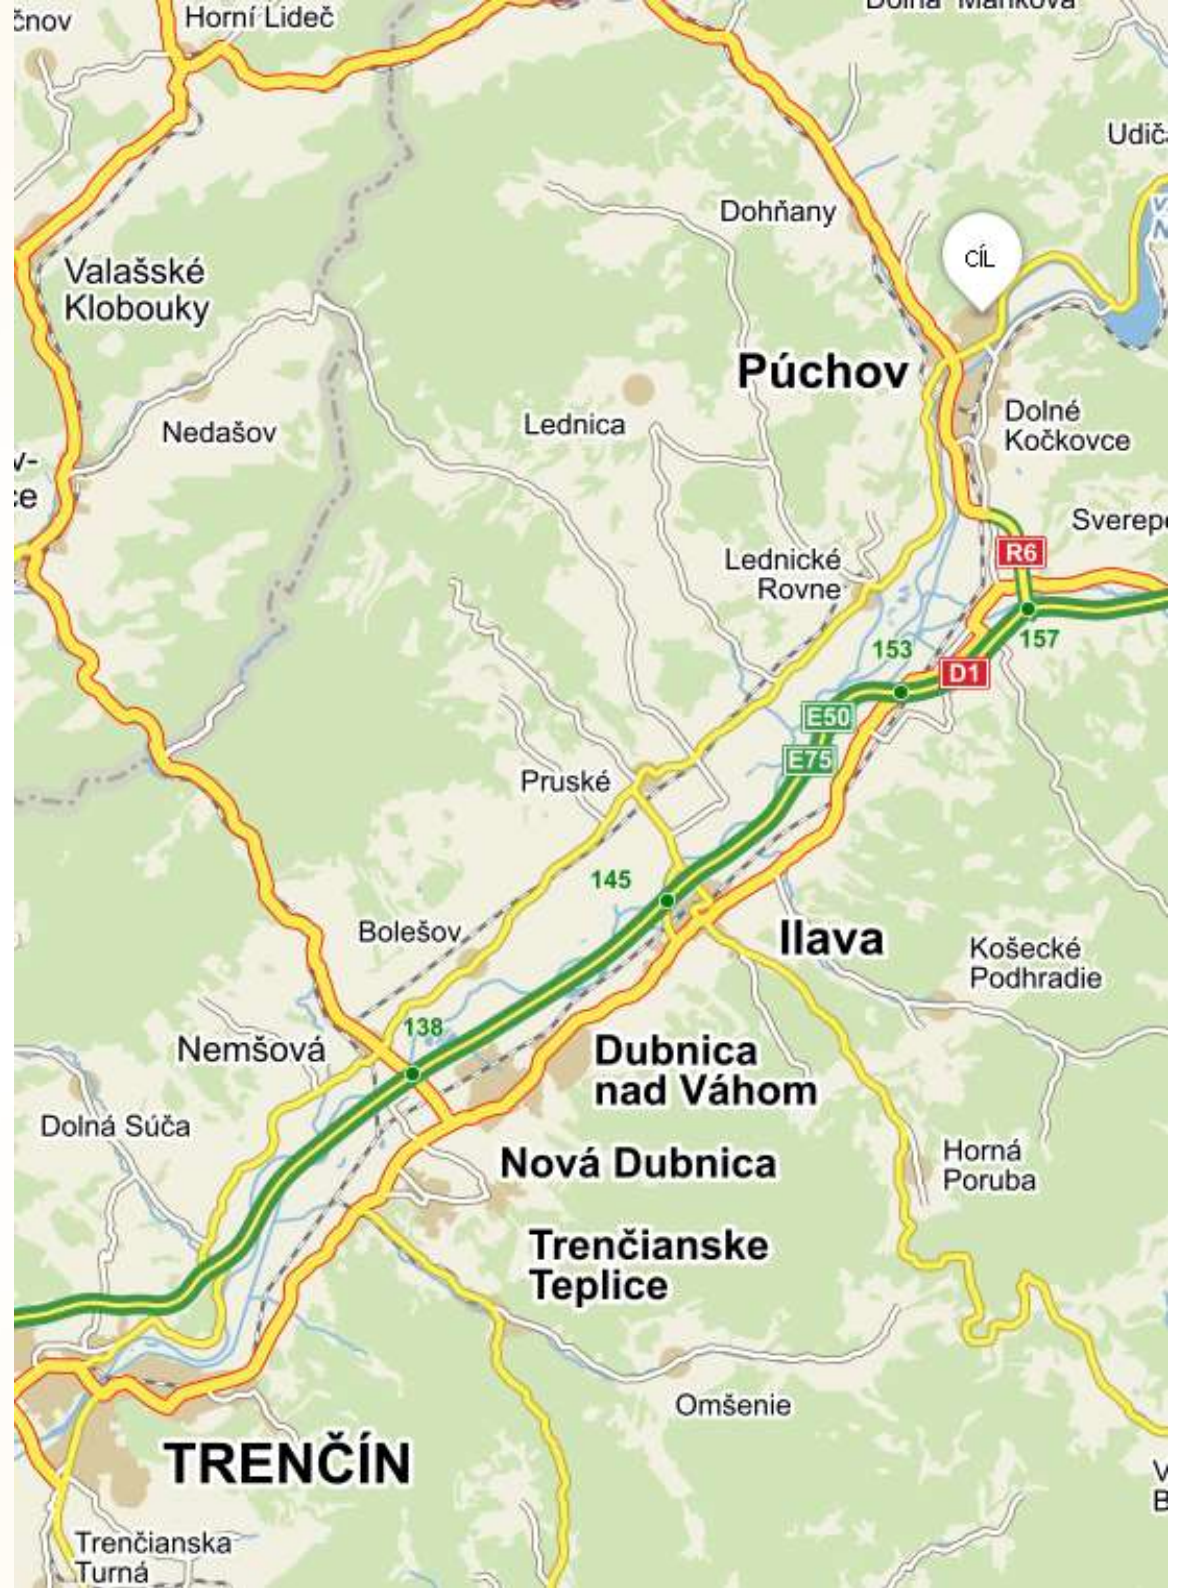 Horní Lideč
Dohňany
CÍL
Valašské
Klobouky
Púchov
Nedašov
Lednica
Dolné
Kočkovce
Lednické
Rovne
R6
153
157
D1
E50
E75
Pruské
145
Bolešov
Ilava
Košecké
Podhradie
138
Nemšová
Dubnica
nad Váhom
Dolná Súča
Nová Dubnica
Horná
Poruba
Trenčianske
Teplice
Omšenie
TRENČÍN
Trenčianska
Turná